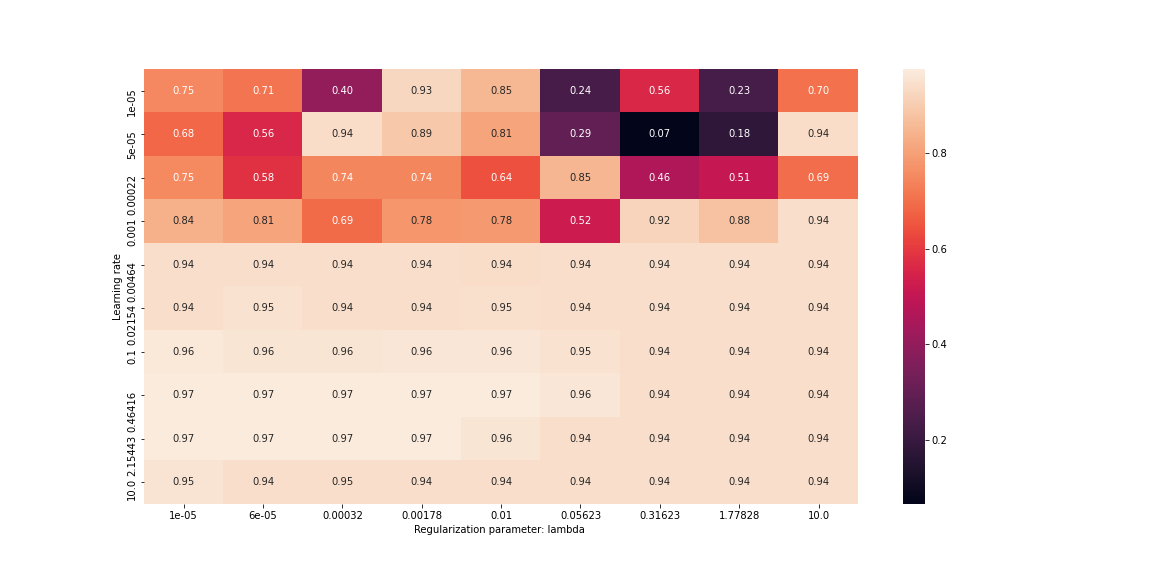 1e-05 0.75 0.71 0.40 0.93 0.85 0.24 0.56 0.23 0.70
5e-05 0.68 0.56 0.94 0.89 0.81 0.29 0.07 0.18 0.94
0.00022 0.75 0.58 0.74 0.74 0.64 0.85 0.46 0.51 0.69
0.001 0.84 0.81 0.69 0.78 0.78 0.52 0.92 0.88 0.94
0.00464 0.94 0.94 0.94 0.94 0.94 0.94 0.94 0.94 0.94
0.02154 0.94 0.95 0.94 0.94 0.95 0.94 0.94 0.94 0.94
0.1 0.96 0.96 0.96 0.96 0.96 0.95 0.94 0.94 0.94
0.46416 0.97 0.97 0.97 0.97 0.97 0.96 0.94 0.94 0.94
2.15443 0.97 0.97 0.97 0.97 0.96 0.94 0.94 0.94 0.94
10.0 0.95 0.94 0.95 0.94 0.94 0.94 0.94 0.94 0.94
Learning rate
1e-05 6e-05 0.00032 0.00178 0.01 0.05623 0.31623 1.77828 10.0
Regularization parameter: lambda
0.8
0.6
0.4
0.2